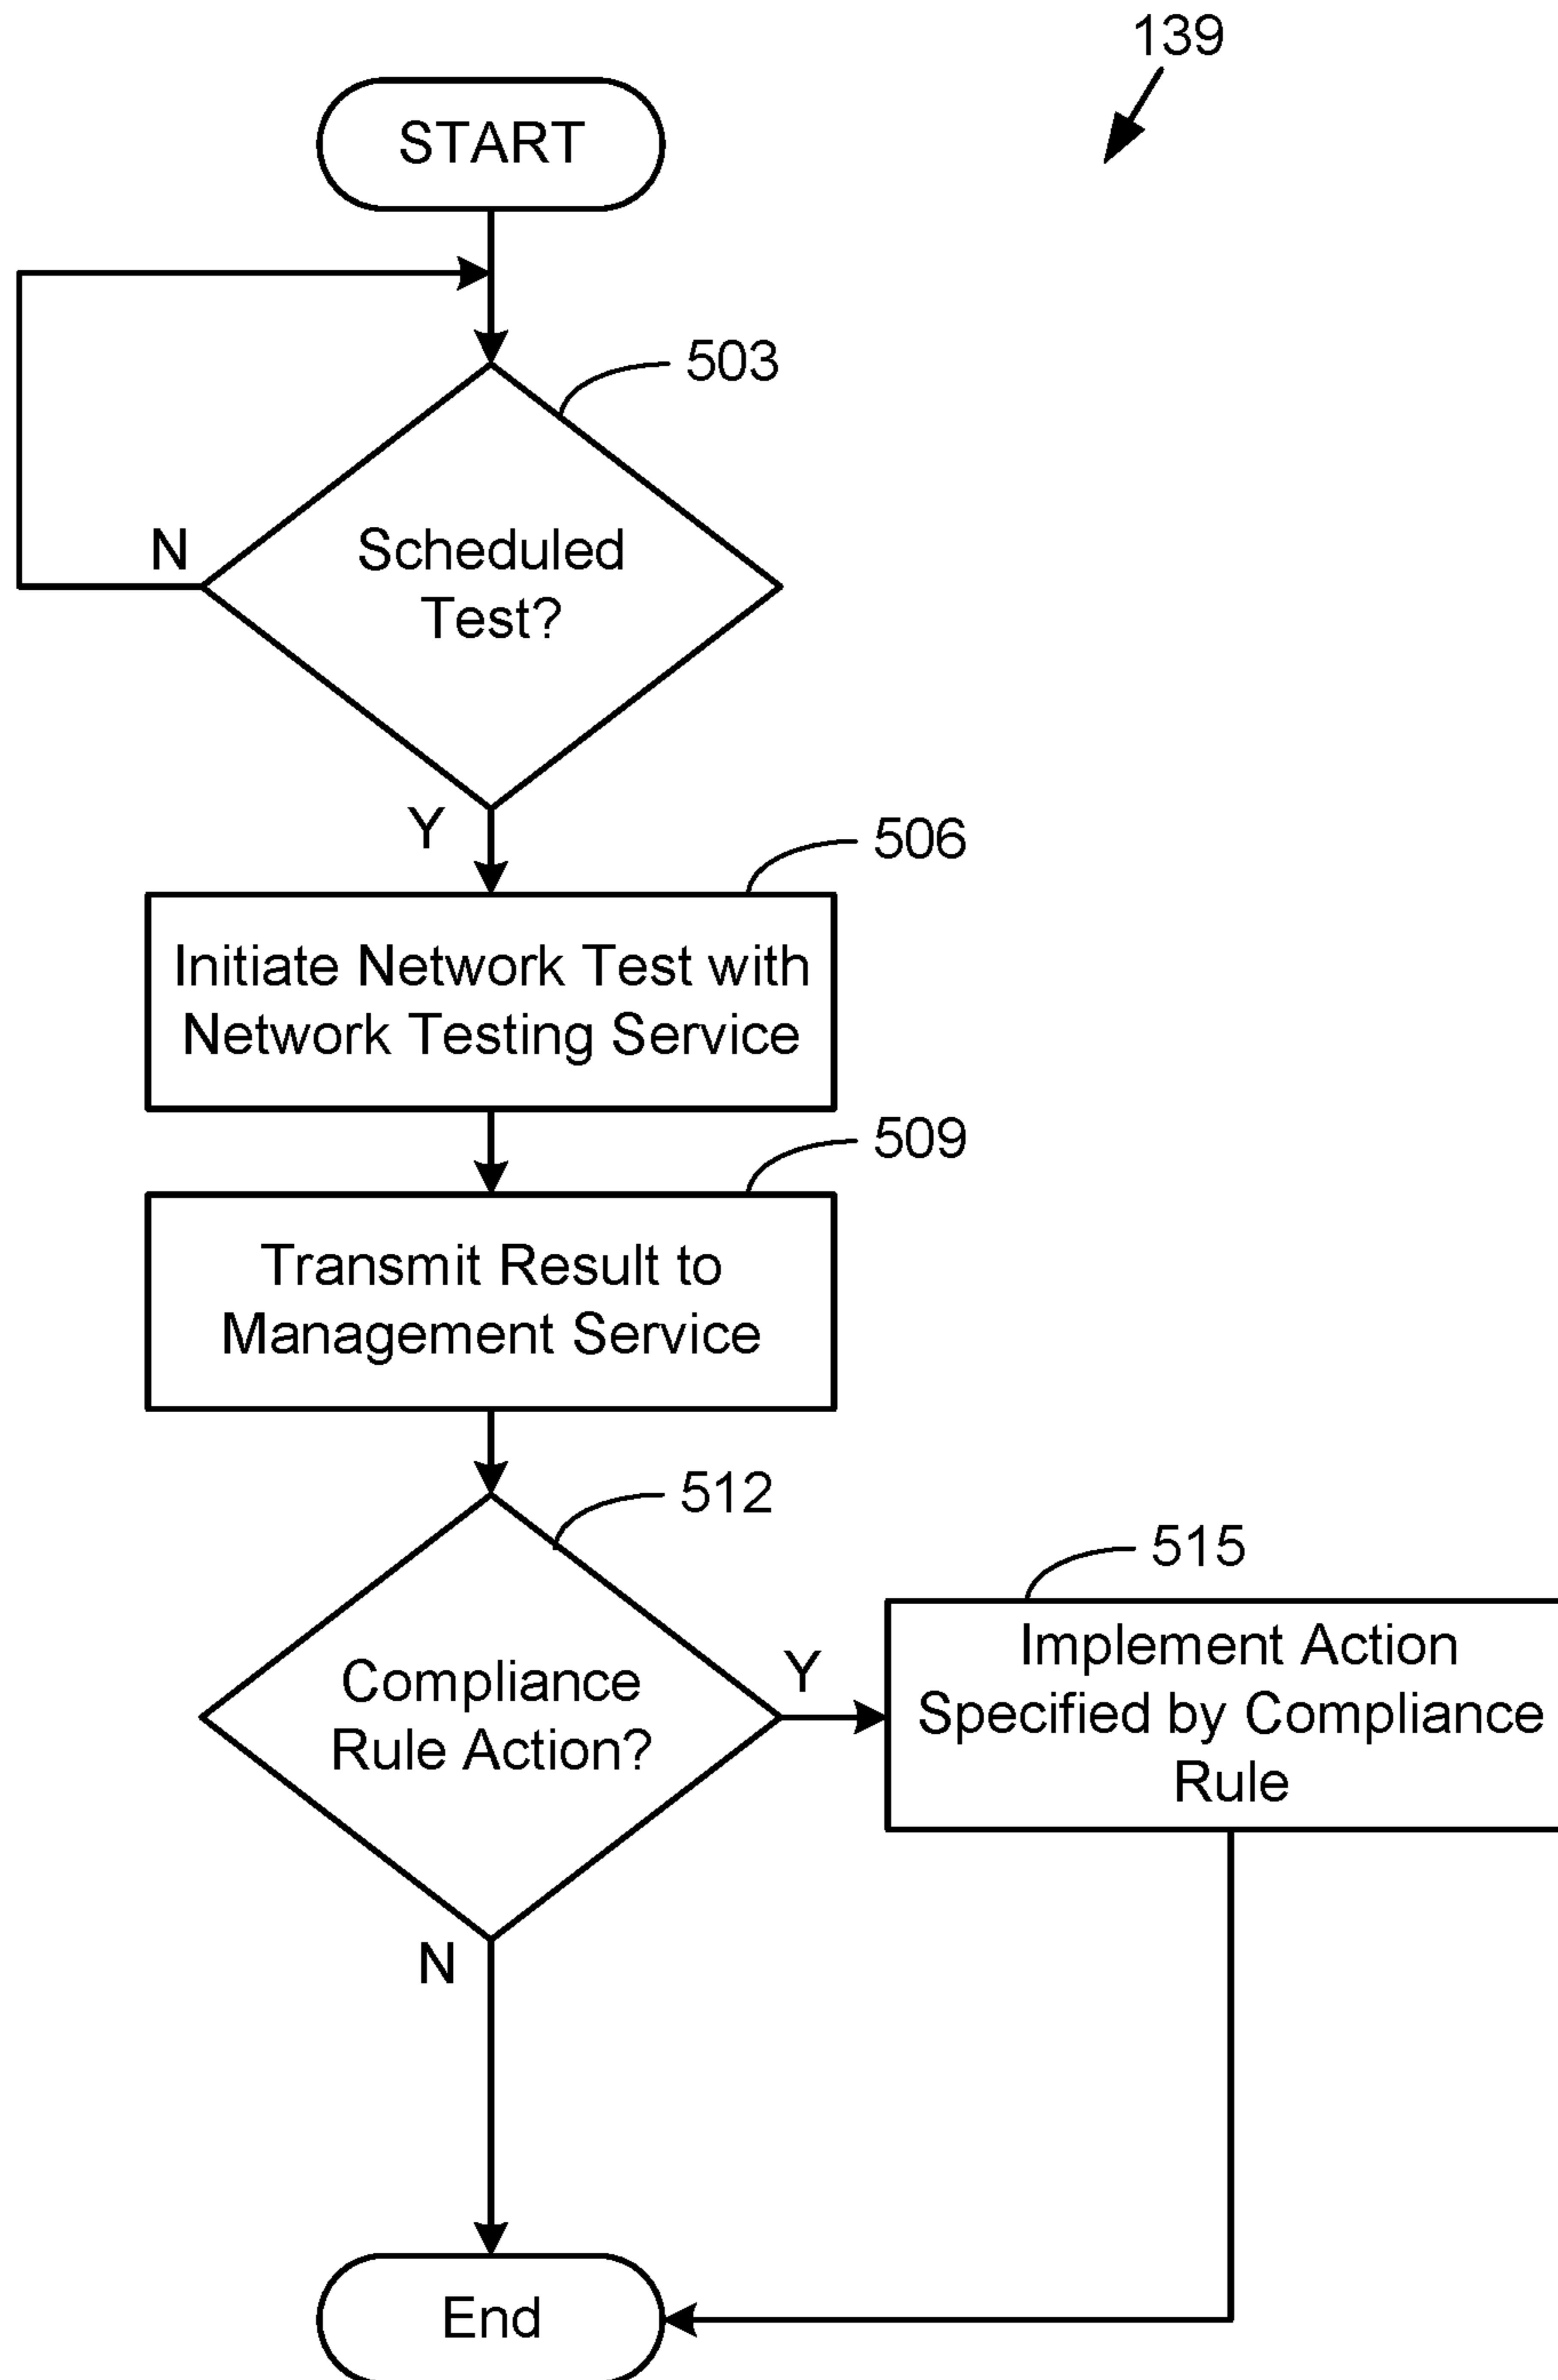 139
START
503
N
Scheduled
Test?
Y
506
Initiate Network Test with
Network Testing Service
509
Transmit Result to
Management Service
512
515
Compliance
Rule Action?
Y
Implement Action
Specified by Compliance
Rule
N
End